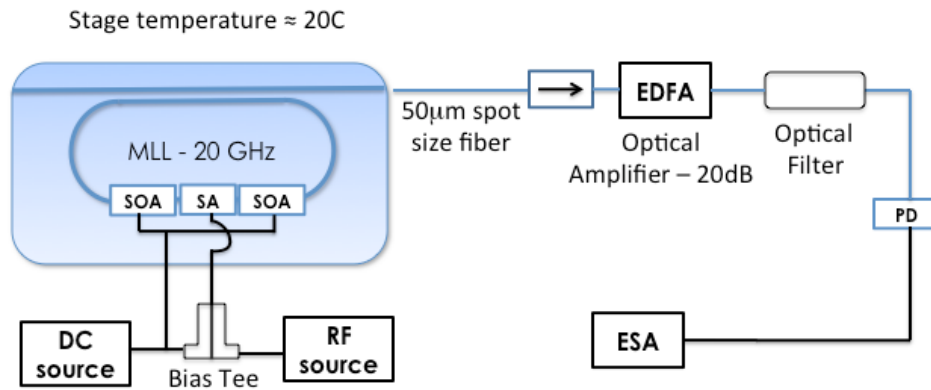 Stage temperature ≈ 20C
MLL - 20 GHz
SOA
SA
SOA
50μm spot
size fiber
EDFA
Optical
Amplifier – 20dB
Optical
Filter
PD
DC
source
Bias Tee
RF
source
ESA